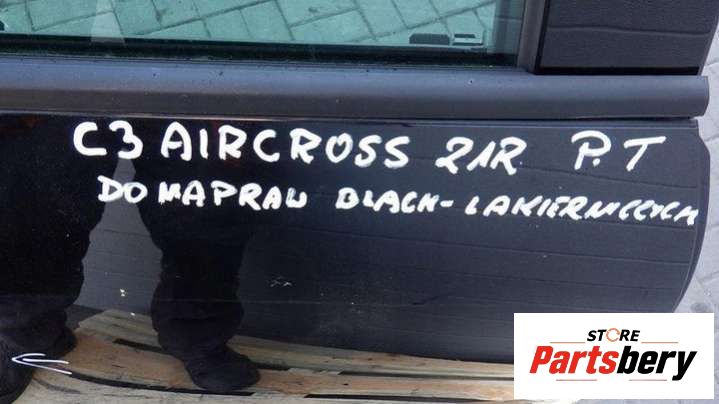 C3 AIRCROSS 21R P.T
DO NAPRAW BLACH-LAKIERNICZYCH
STORE
Partsbery